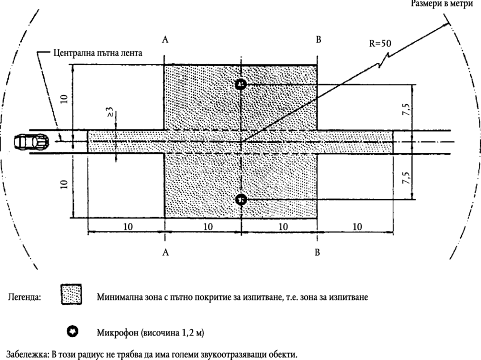 Размери в метри
A
B
R=50
Централна пътна лента
10
≥3
7,5
10
7,5
10
10
10
10
A
B
Легенда:
Минимална зона с пътно покритие за изпитване, т.е. зона за изпитване
Микрофон (височина 1,2 м)
Забележка: В този радиус не трябва да има големи звукоотразяващи обекти.